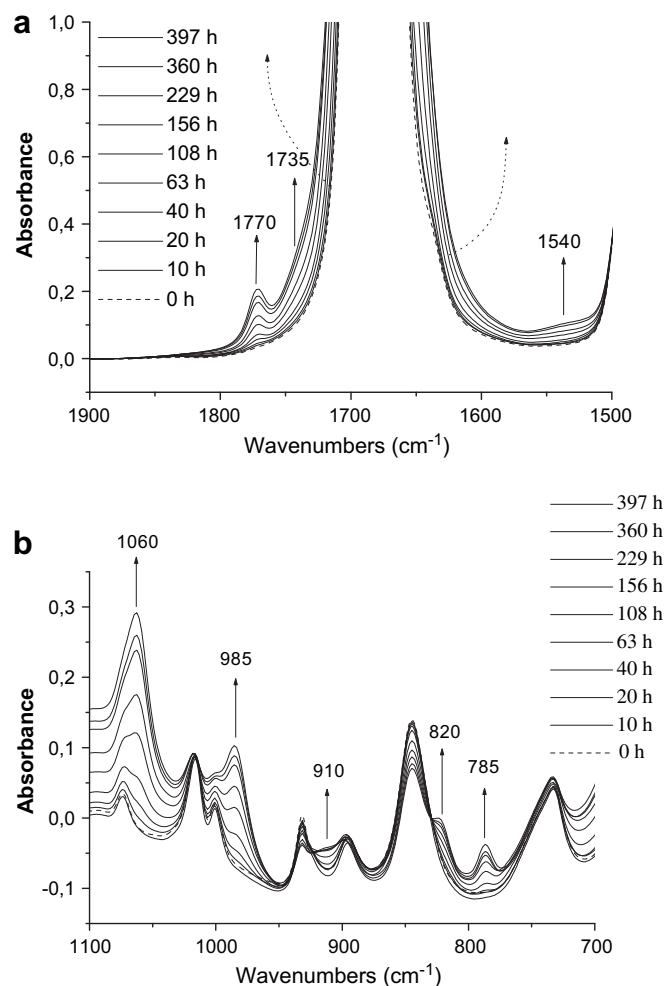 a
1,0
0,8
0,6
0,4
0,2
0,0
Absorbance
397 h
360 h
229 h
156 h
108 h
63 h
40 h
20 h
10 h
0 h
1770
1735
1540
1900
1800
1700
1600
1500
Wavenumbers (cm-1)
b
0,3
0,2
0,1
0,0
-0,1
Absorbance
1060
985
910
820
785
397 h
360 h
229 h
156 h
108 h
63 h
40 h
20 h
10 h
0 h
1100
1000
900
800
700
Wavenumbers (cm-1)